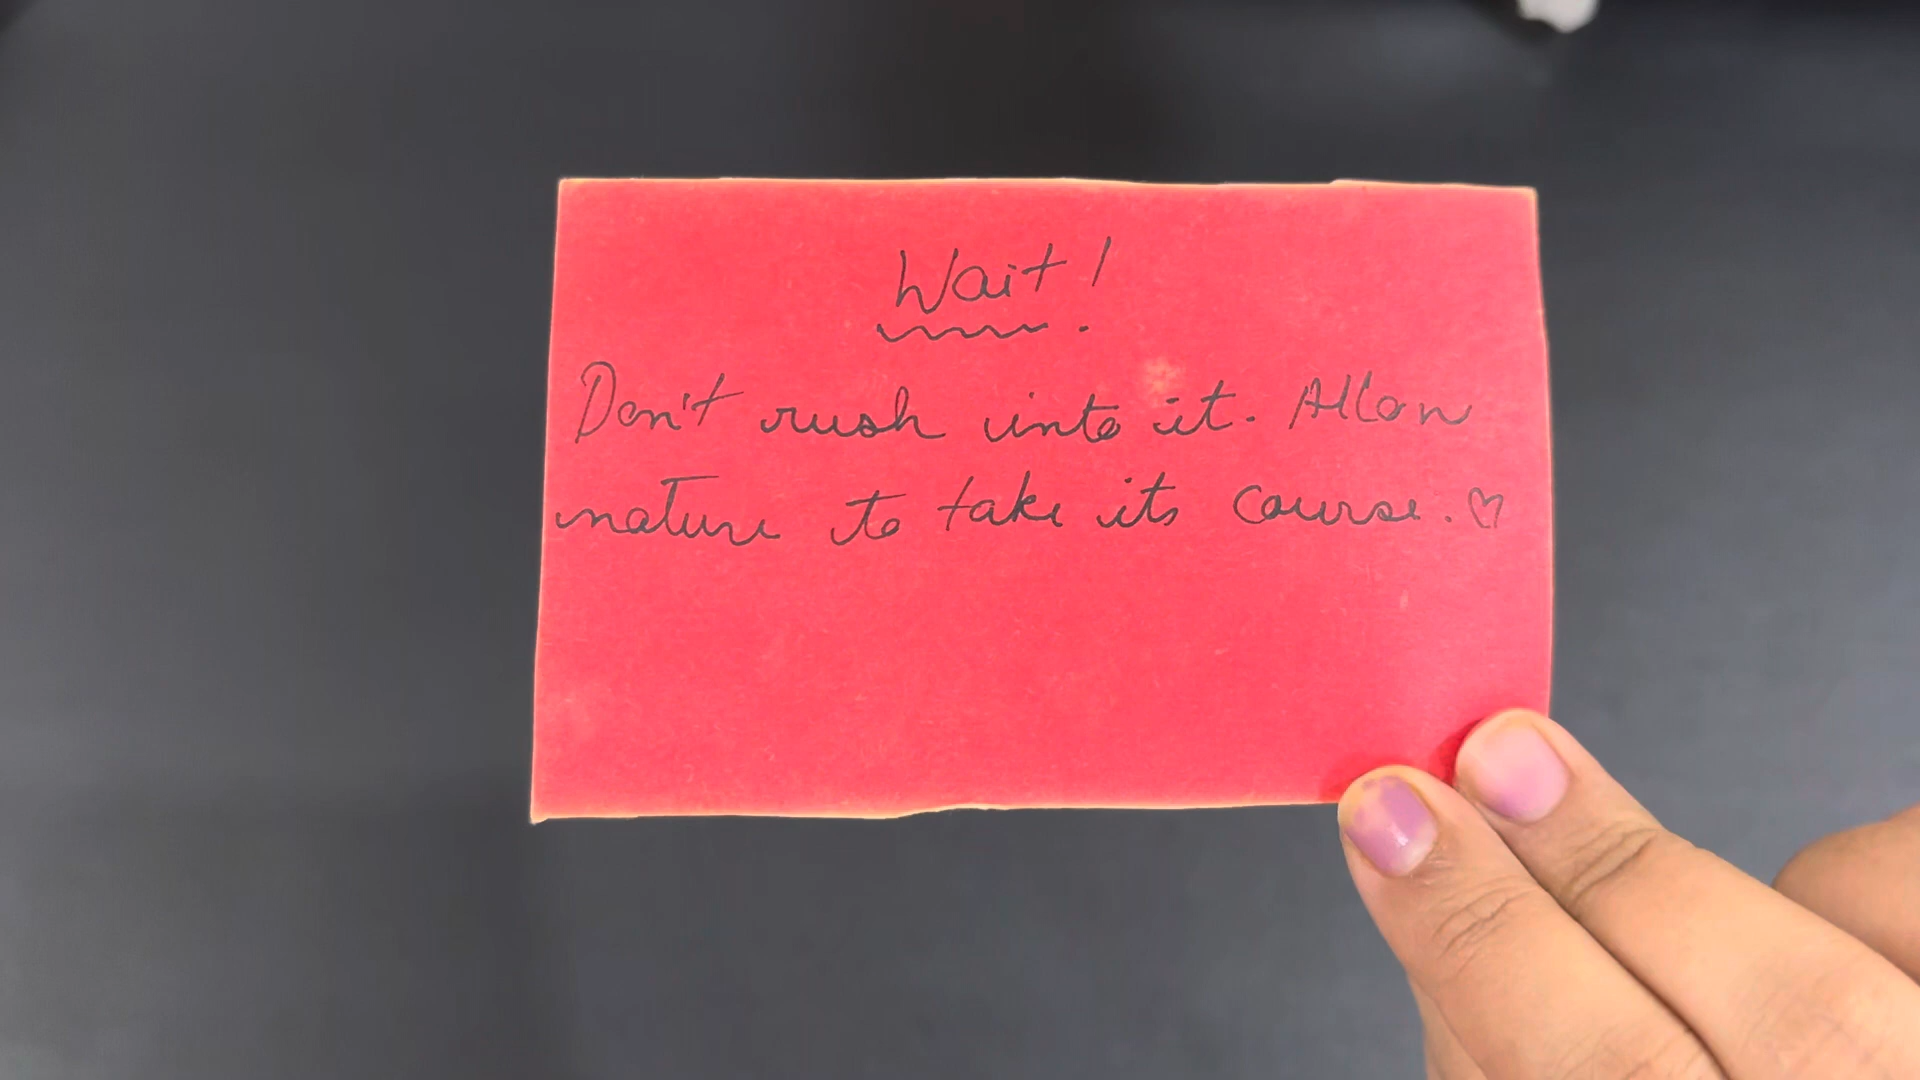 Wait!
Don't rush into it. Allow
nature to take its course. ♡